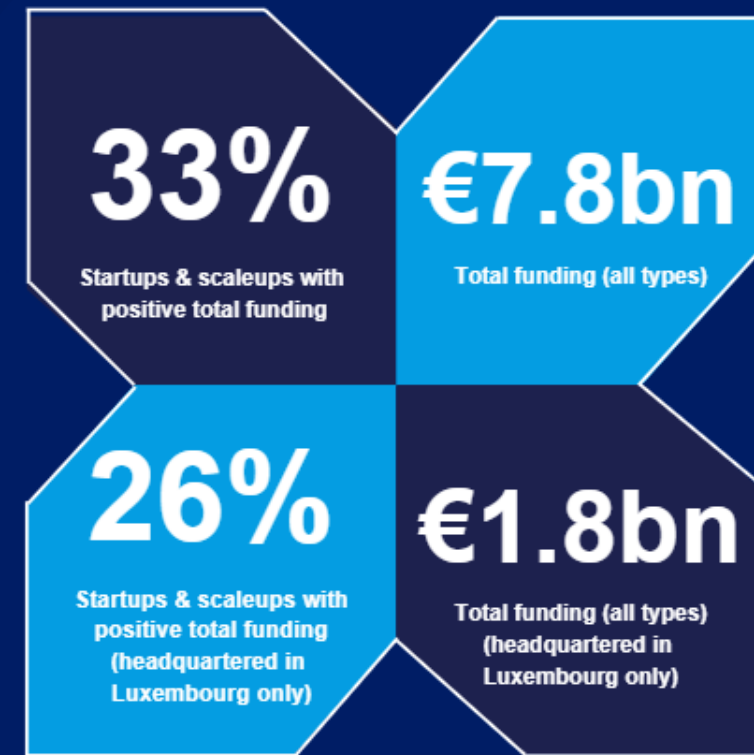 33%
Startups & scaleups with
positive total funding
€7.8bn
Total funding (all types)
26%
Startups & scaleups with
positive total funding
(headquartered in
Luxembourg only)
€1.8bn
Total funding (all types)
(headquartered in
Luxembourg only)